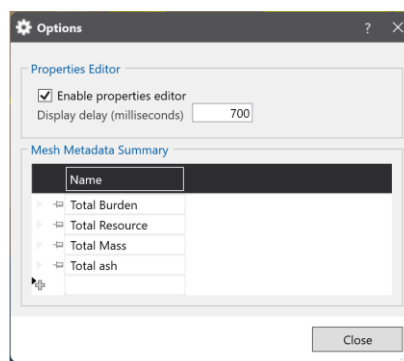 Options
?
Properties Editor
Enable properties editor
Display delay (milliseconds) 700
Mesh Metadata Summary
Name
Total Burden
Total Resource
Total Mass
Total ash
Close